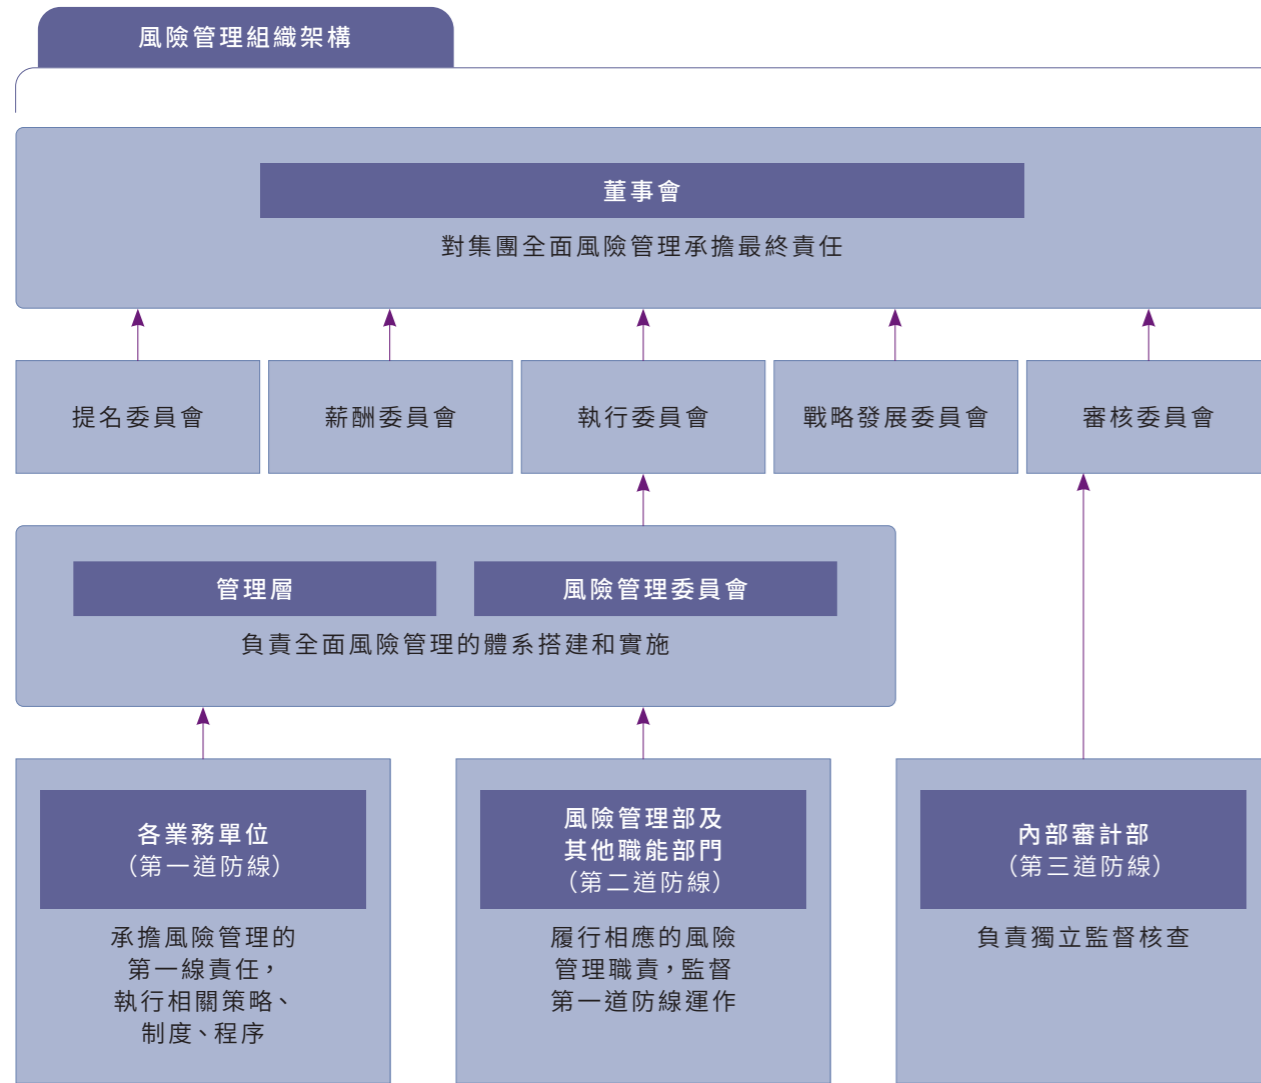 風險管理組織架構
董事會
對集團全面風險管理承擔最終責任
提名委員會
薪酬委員會
執行委員會
戰略發展委員會
審核委員會
管理層
風險管理委員會
負責全面風險管理的體系搭建和實施
各業務單位
（第一道防線）
承擔風險管理的
第一線責任，
執行相關策略、
制度、程序
風險管理部及
其他職能部門
（第二道防線）
履行相應的風險
管理職責，監督
第一道防線運作
內部審計部
（第三道防線）
負責獨立監督核查